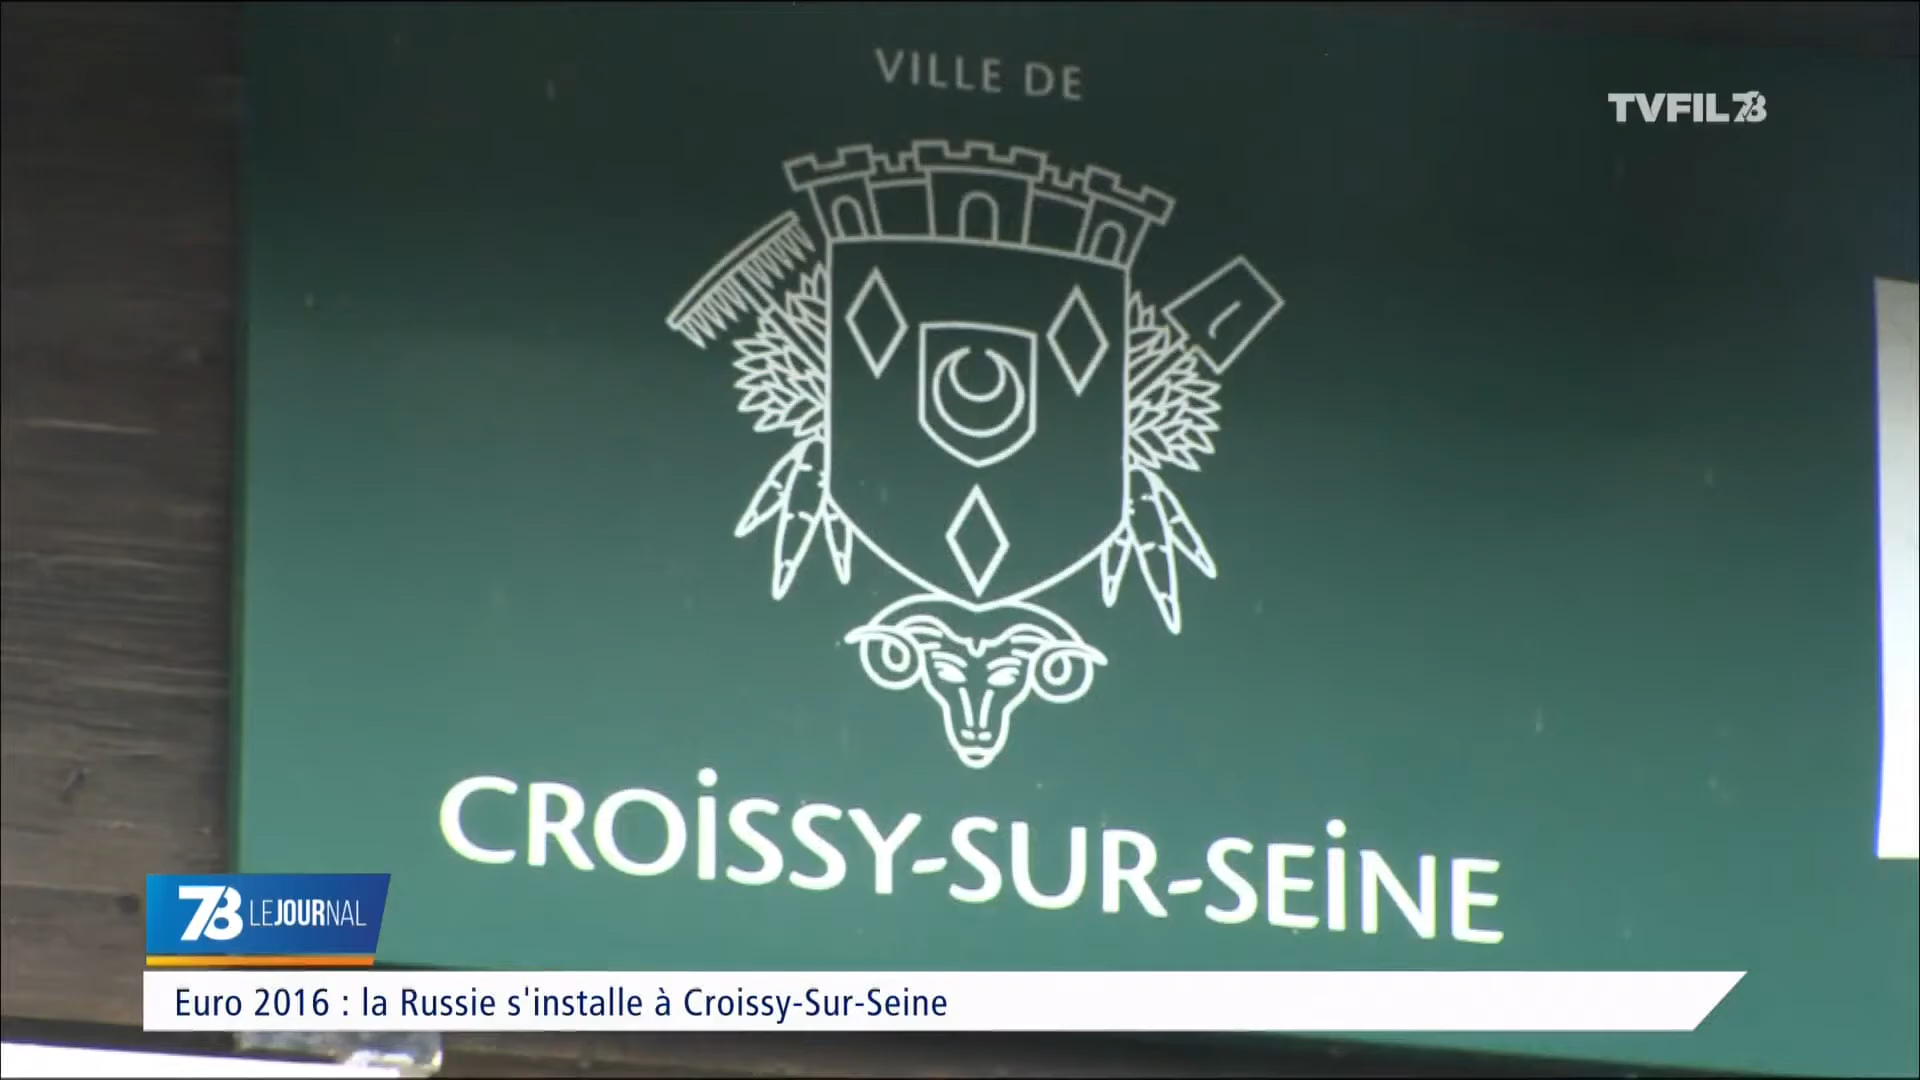 VILLE DE
TVFIL78
CROiSSY-SUR-SEiNE
78 LEJOURNAL
Euro 2016 : la Russie s'installe à Croissy-Sur-Seine